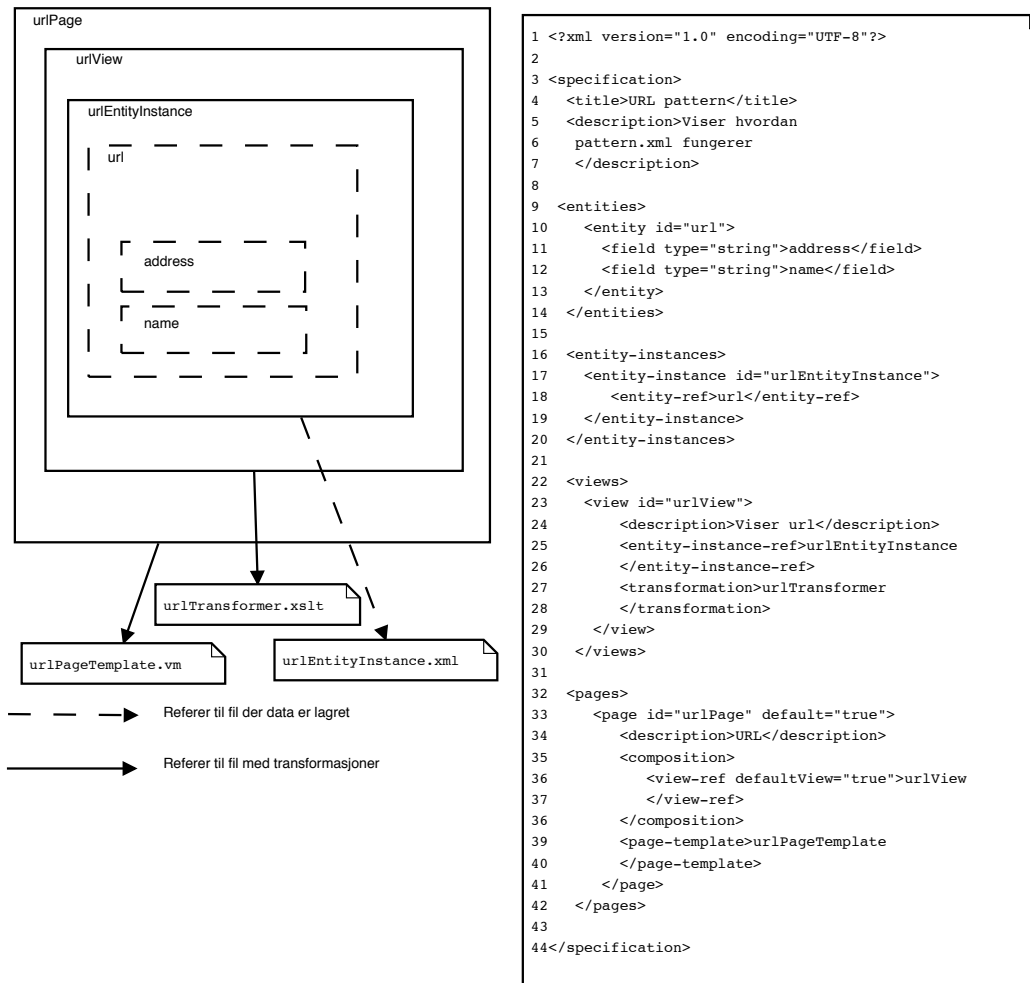 urlPage
urlView
urlEntityInstance
url
address
name
urlTransformer.xslt
urlPageTemplate.vm
urlEntityInstance.xml
Referer til fil der data er lagret
Referer til fil med transformasjoner
1 <?xml version="1.0" encoding="UTF-8"?>
2
3 <specification>
4   <title>URL pattern</title>
5   <description>Viser hvordan
6    pattern.xml fungerer
7    </description>
8
9  <entities>
10    <entity id="url">
11      <field type="string">address</field>
12      <field type="string">name</field>
13    </entity>
14  </entities>
15
16  <entity-instances>
17    <entity-instance id="urlEntityInstance">
18       <entity-ref>url</entity-ref>
19    </entity-instance>
20  </entity-instances>
21
22  <views>
23    <view id="urlView">
24        <description>Viser url</description>
25        <entity-instance-ref>urlEntityInstance
26        </entity-instance-ref>
27        <transformation>urlTransformer
28        </transformation>
29     </view>
30   </views>
31
32  <pages>
33     <page id="urlPage" default="true">
34        <description>URL</description>
35        <composition>
36           <view-ref defaultView="true">urlView
37           </view-ref>
36        </composition>
39        <page-template>urlPageTemplate
40        </page-template>
41      </page>
42   </pages>
43
44</specification>